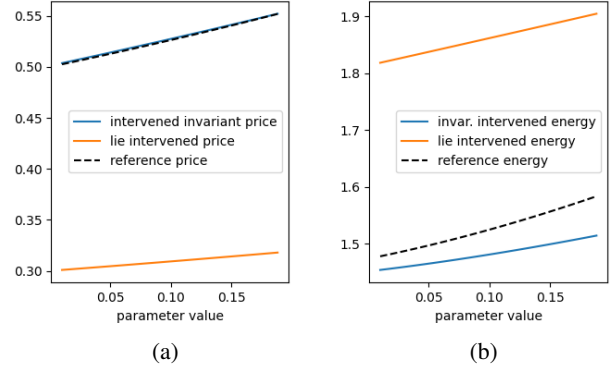 0.55
0.50
0.45
0.40
0.35
0.30
intervened invariant price
lie intervened price
reference price
0.05 0.10 0.15
parameter value
(a)
1.9
1.8
1.7
1.6
1.5
invar. intervened energy
lie intervened energy
reference energy
0.05 0.10 0.15
parameter value
(b)